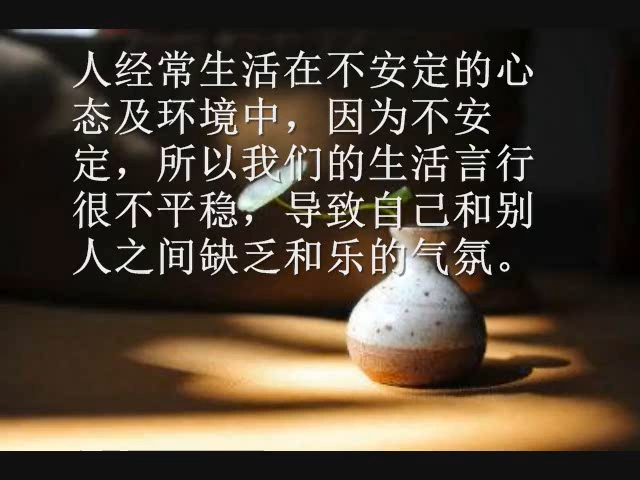 人经常生活在不安定的心
态及环境中，因为不安
定，所以我们的生活言行
很不平稳，导致自己和别
人之间缺乏和乐的气氛。